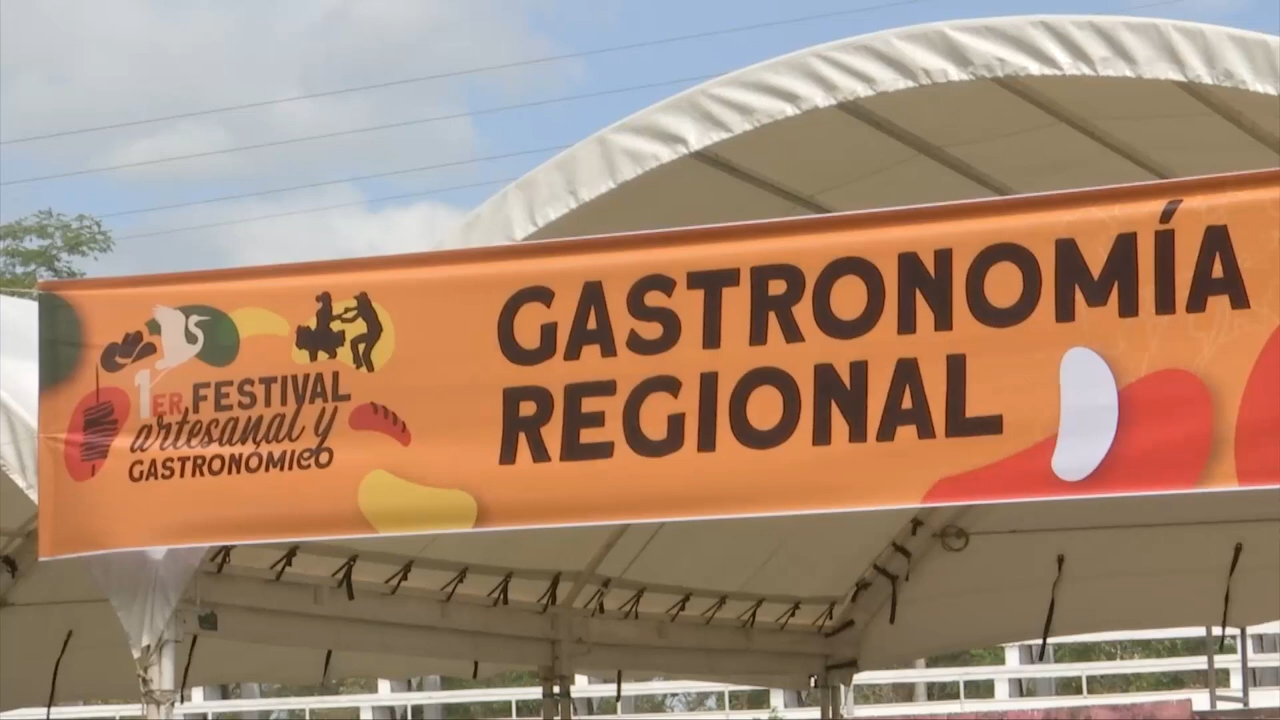 1ER FESTIVAL
artesanal y
GASTRONÓMICO
GASTRONOMÍA
REGIONAL